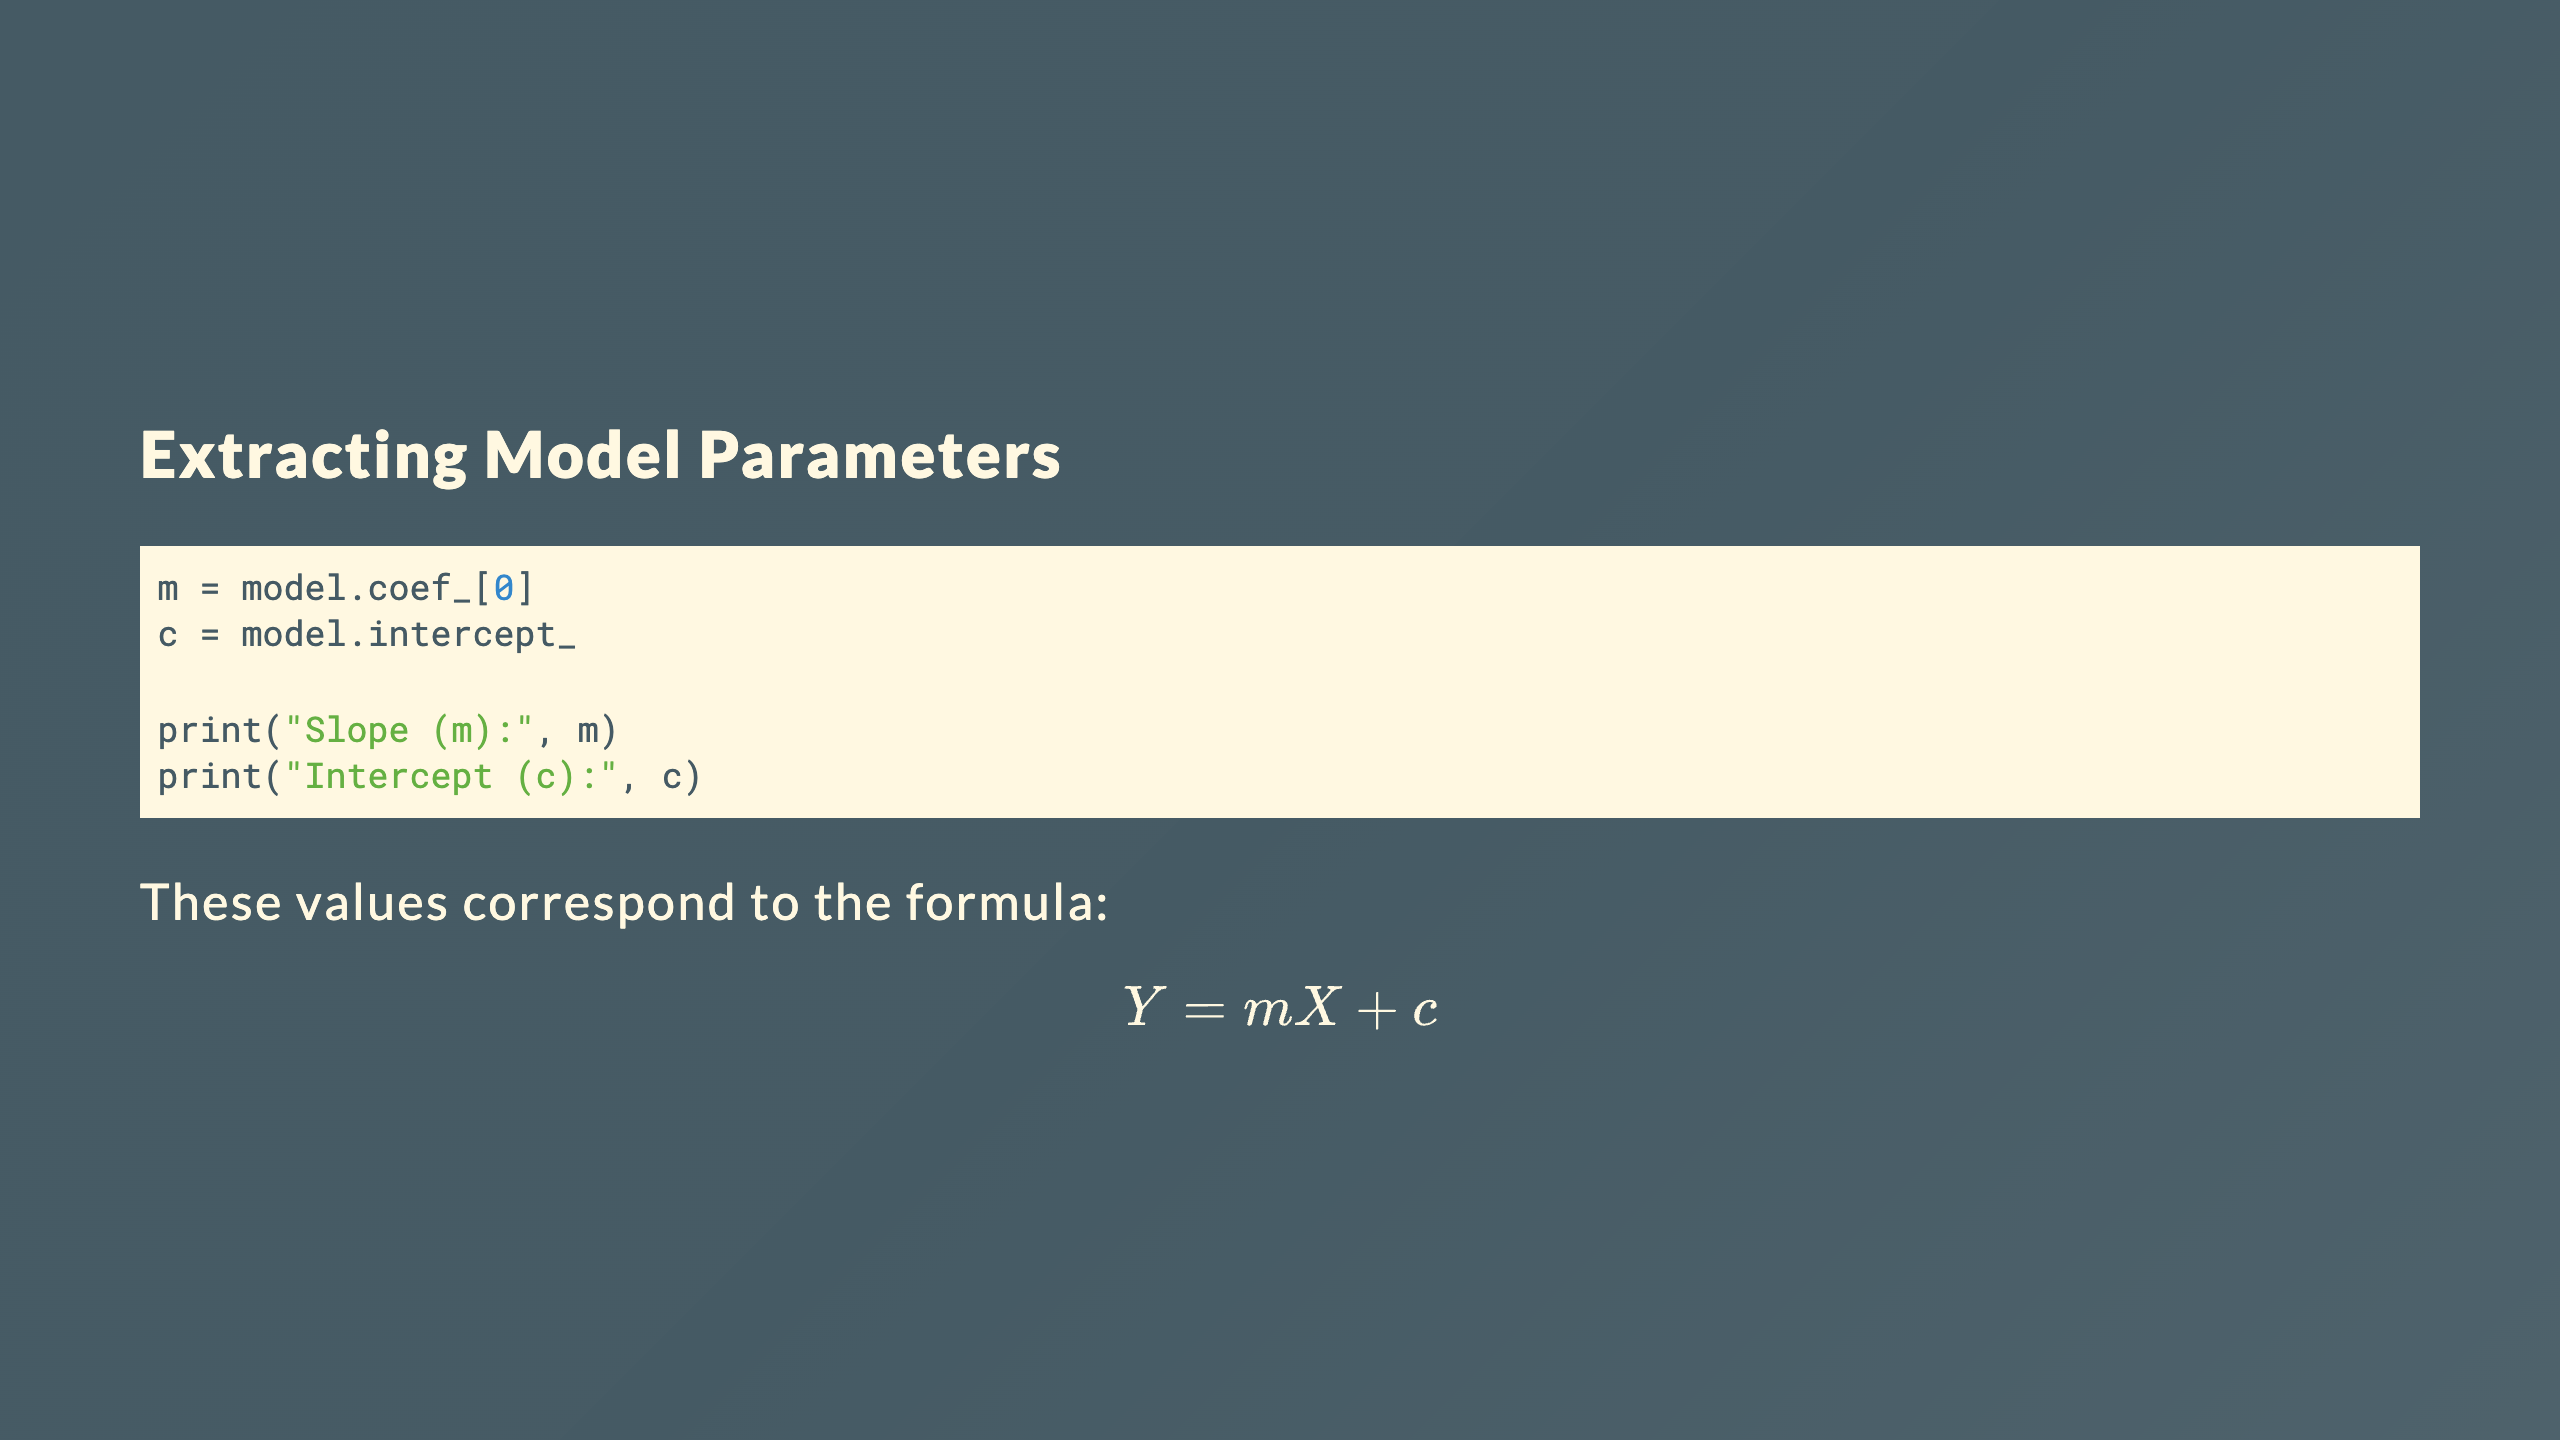 Extracting Model Parameters
m = model.coef_[0]
c = model.intercept_
print("Slope (m):", m)
print("Intercept (c):", c)
These values correspond to the formula:
Y = mX + c